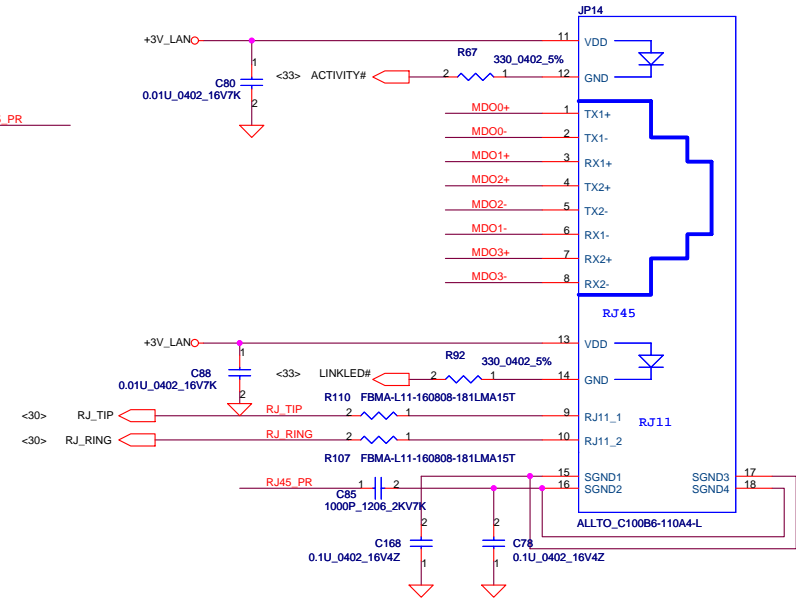 JP14
+3V_LAN
11
VDD
R67
330_0402_5%
1
C80
0.01U_0402_16V7K
2
<33> ACTIVITY#
2
1
12
GND
_PR
MDO0+
1
TX1+
MDO0-
2
TX1-
MDO1+
3
RX1+
MDO2+
4
TX2+
MDO2-
5
TX2-
MDO1-
6
RX1-
MDO3+
7
RX2+
MDO3-
8
RX2-
RJ45
+3V_LAN
13
VDD
1
C88
0.01U_0402_16V7K
2
R92
330_0402_5%
<33> LINKLED#
2
1
14
GND
R110 FBMA-L11-160808-181LMA15T
<30> RJ_TIP
RJ_TIP
2
1
9
RJ11_1
RJ11
<30> RJ_RING
RJ_RING
2
1
10
RJ11_2
R107 FBMA-L11-160808-181LMA15T
15
SGND1
SGND3
17
RJ45_PR
1
2
16
SGND2
SGND4
18
C85
1000P_1206_2KV7K
ALLTO_C100B6-110A4-L
2
C168
0.1U_0402_16V4Z
1
2
C78
0.1U_0402_16V4Z
1